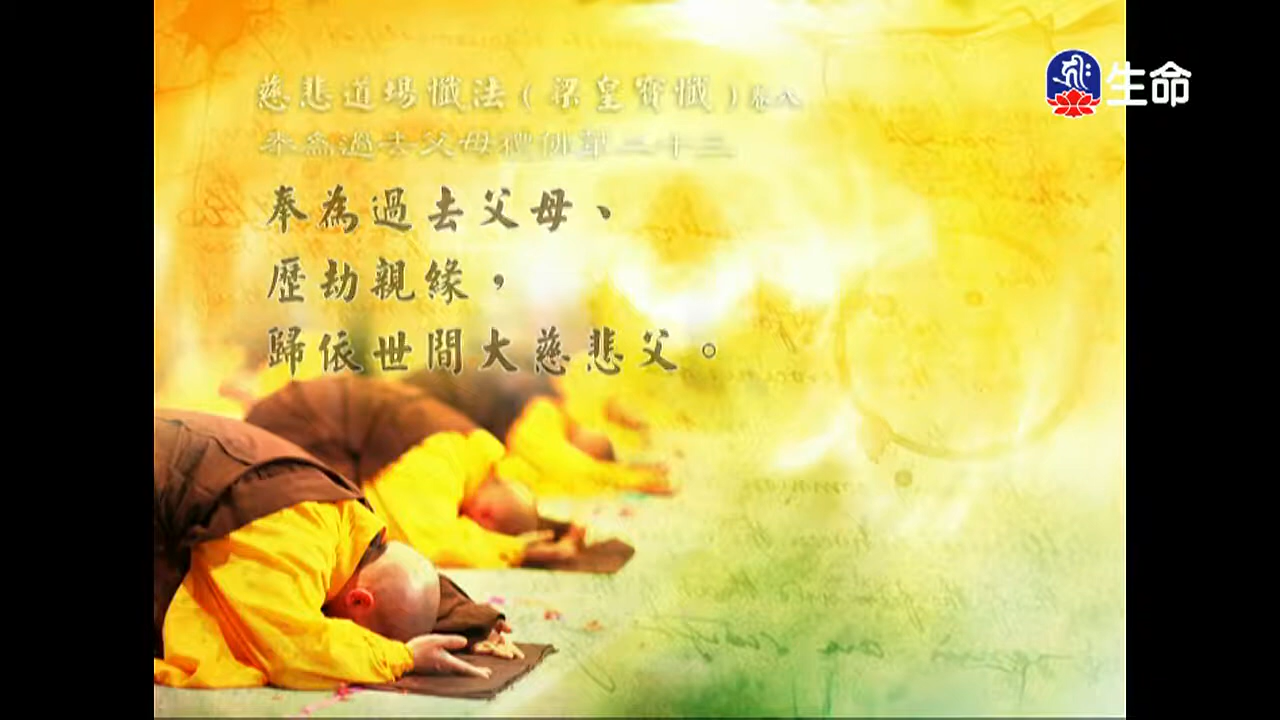 慈悲道場懺法(梁皇寶懺)卷八
奉為過去父母禮佛第二十三
生命
奉為過去父母、
歷劫親緣，
歸依世間大慈悲父。